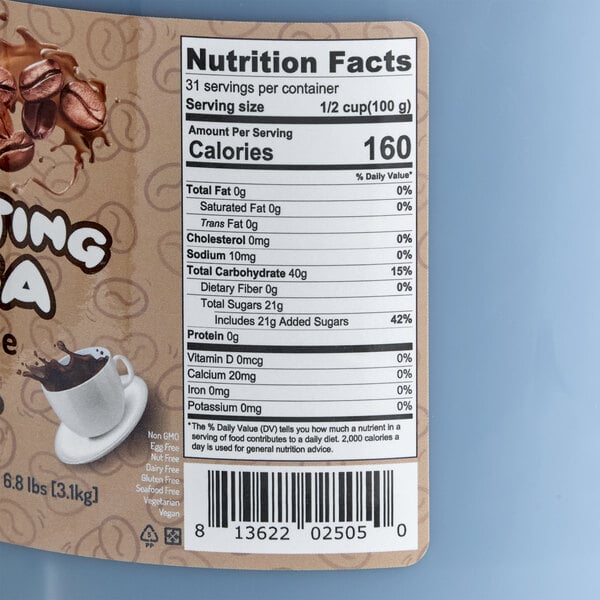 TING
A
e
6.8 lbs [3.1kg]
Non GMO
Egg Free
Nut Free
Dairy Free
Gluten Free
Seafood Free
Vegetarian
Vegan
5
PP
Nutrition Facts
31 servings per container
Serving size 1/2 cup(100 g)
Amount Per Serving
Calories 160
% Daily Value*
Total Fat 0g 0%
Saturated Fat 0g 0%
Trans Fat 0g
Cholesterol 0mg 0%
Sodium 10mg 0%
Total Carbohydrate 40g 15%
Dietary Fiber 0g 0%
Total Sugars 21g
Includes 21g Added Sugars 42%
Protein 0g
Vitamin D 0mcg 0%
Calcium 20mg 0%
Iron 0mg 0%
Potassium 0mg 0%
*The % Daily Value (DV) tells you how much a nutrient in a
serving of food contributes to a daily diet. 2,000 calories a
day is used for general nutrition advice.
8 13622 02505 0